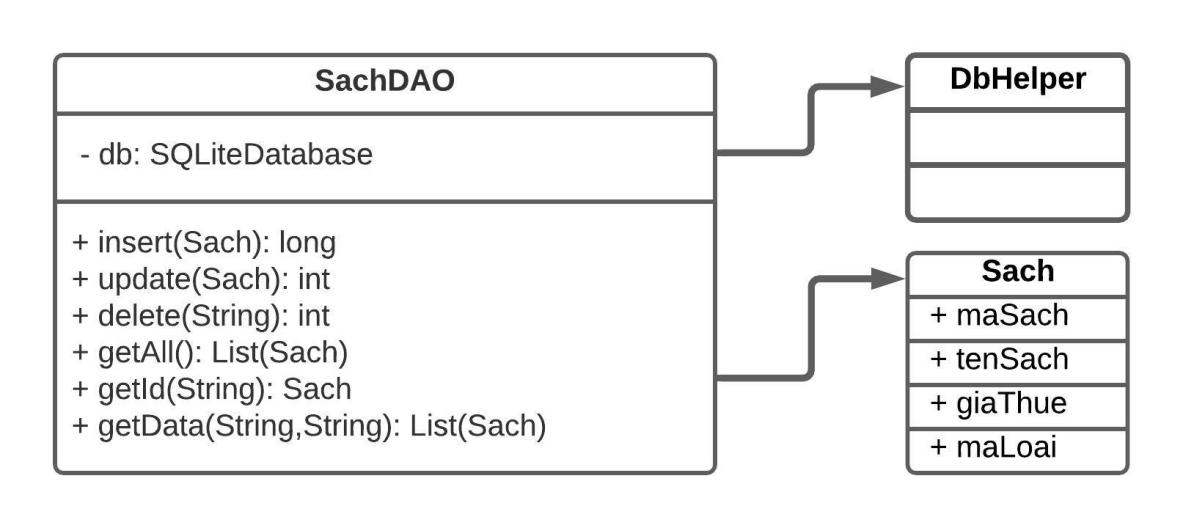 SachDAO
- db: SQLiteDatabase
+ insert(Sach): long
+ update(Sach): int
+ delete(String): int
+ getAll(): List(Sach)
+ getId(String): Sach
+ getData(String,String): List(Sach)
DbHelper
Sach
+ maSach
+ tenSach
+ giaThue
+ maLoai